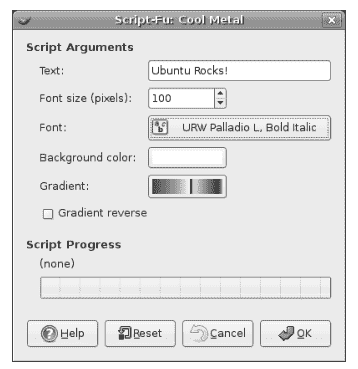 Script-Fu: Cool Metal
Script Arguments
Text: Ubuntu Rocks!
Font size (pixels): 100
Font: URW Palladio L, Bold Italic
Background color:
Gradient:
Gradient reverse
Script Progress
(none)
Help Reset Cancel OK